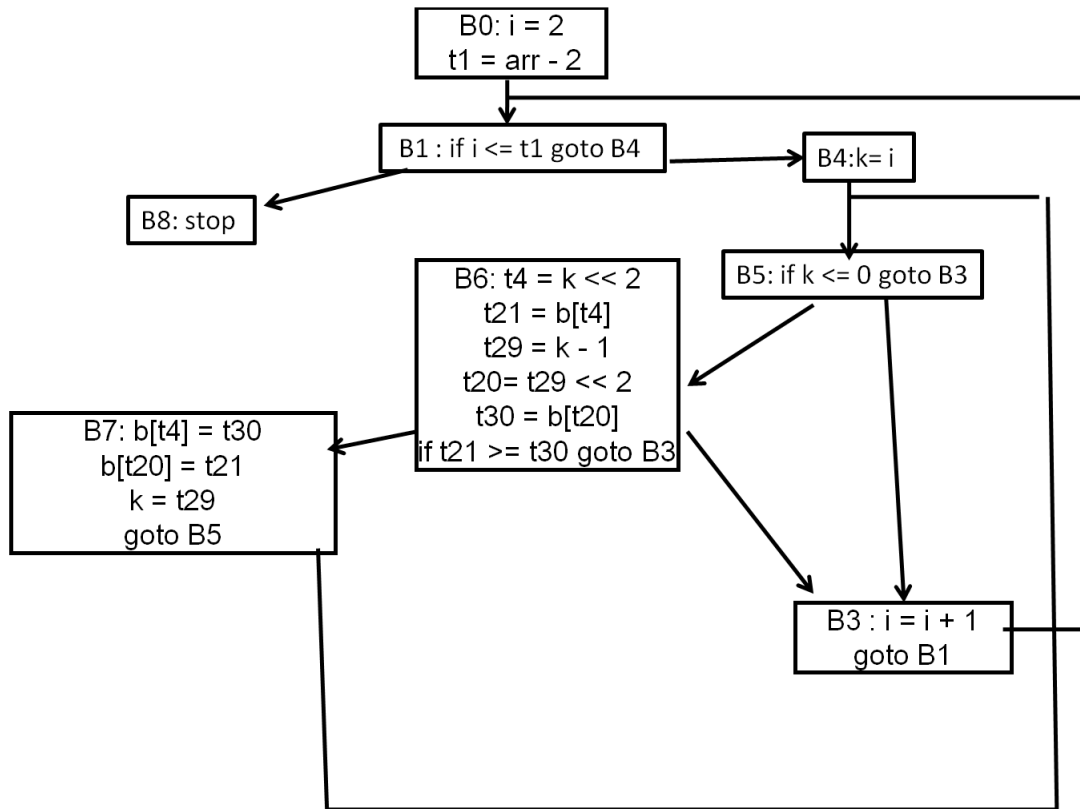 B0: i = 2
t1 = arr - 2
B1 : if i <= t1 goto B4
B4:k= i
B8: stop
B5: if k <= 0 goto B3
B6: t4 = k << 2
t21 = b[t4]
t29 = k - 1
t20= t29 << 2
t30 = b[t20]
if t21 >= t30 goto B3
B7: b[t4] = t30
b[t20] = t21
k = t29
goto B5
B3 : i = i + 1
goto B1